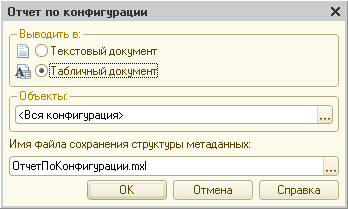 Отчет по конфигурации
Выводить в:
Текстовый документ
Табличный документ
Объекты:
<Вся конфигурация>
...
Имя файла сохранения структуры метаданных:
ОтчетПоКонфигурации.mxl
...
ОК Отмена Справка